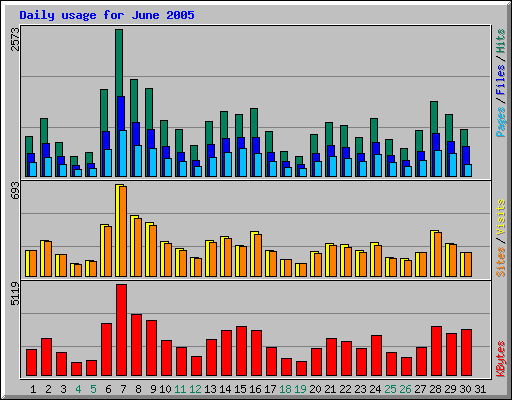 Daily usage for June 2005
2573
Pages / Files / Hits
693
Sites / Visits
5119
KBytes
1 2 3 4 5 6 7 8 9 10 11 12 13 14 15 16 17 18 19 20 21 22 23 24 25 26 27 28 29 30 31